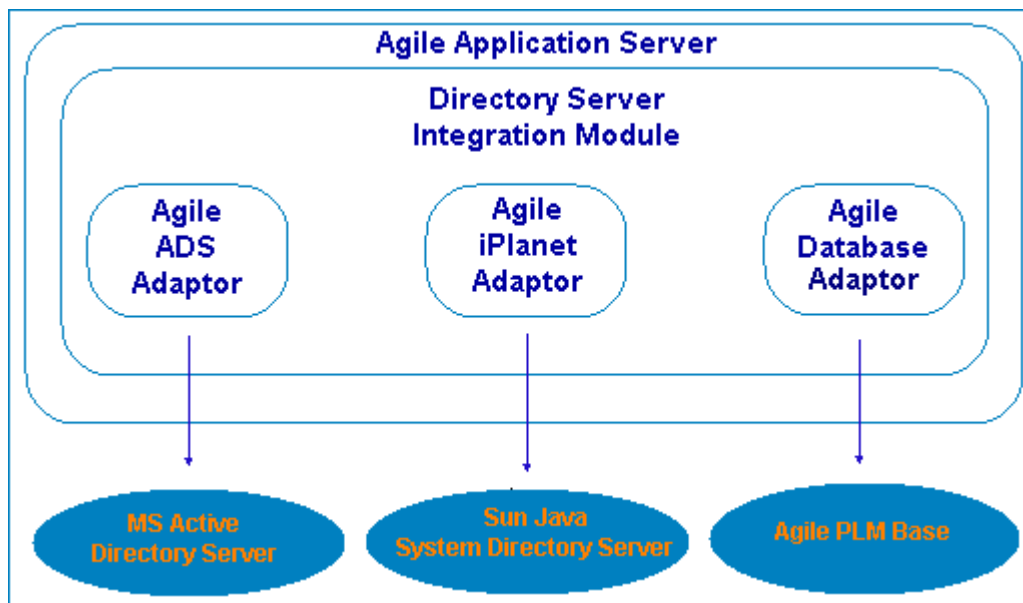 Agile Application Server
Directory Server
Integration Module
Agile
ADS
Adaptor
Agile
iPlanet
Adaptor
Agile
Database
Adaptor
MS Active
Directory Server
Sun Java
System Directory Server
Agile PLM Base